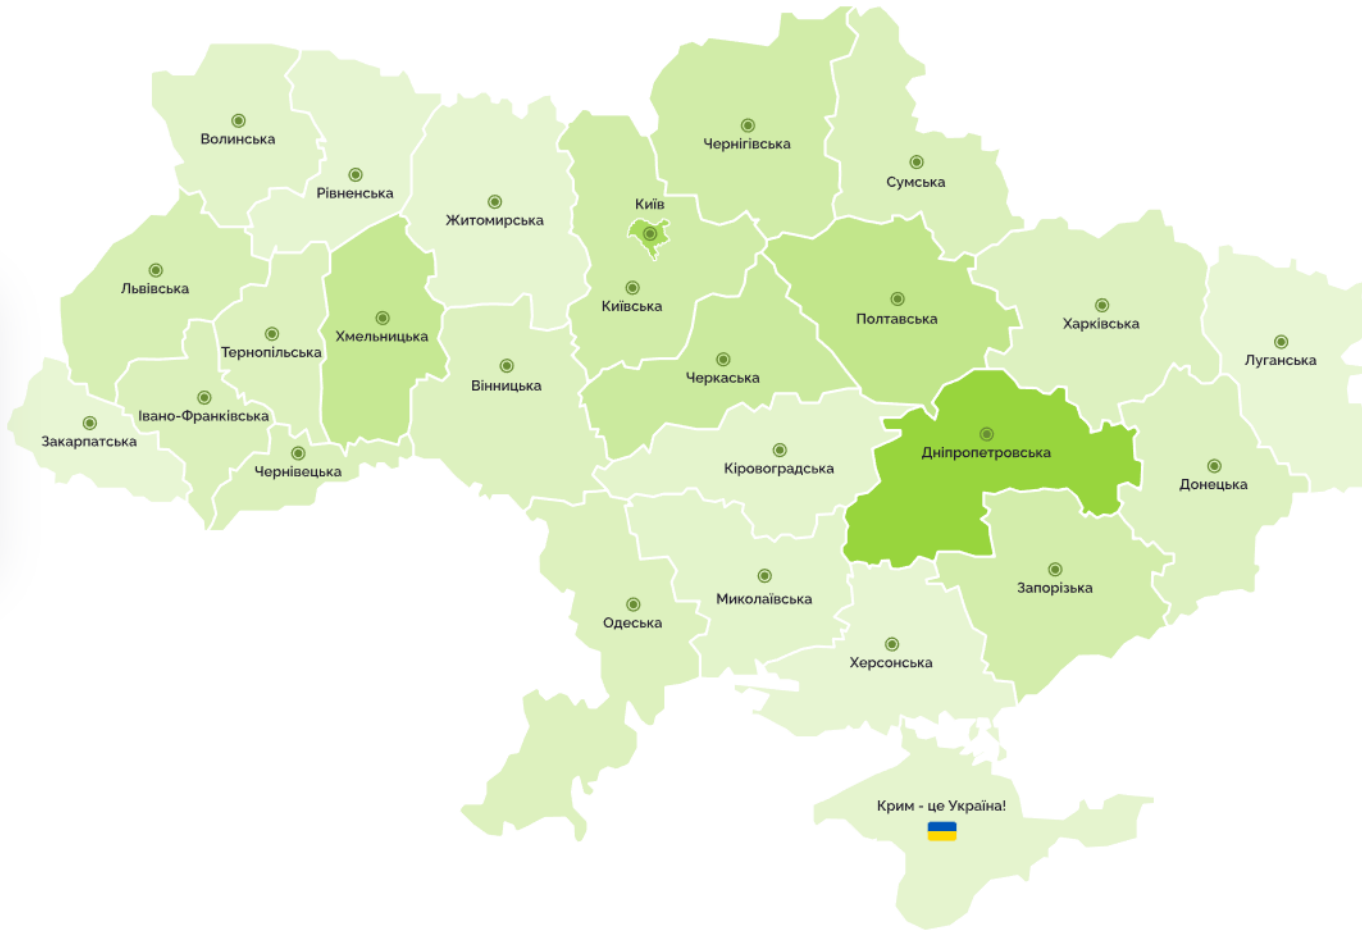 Волинська
Рівненська
Житомирська
Чернігівська
Сумська
Київ
Київська
Львівська
Тернопільська
Хмельницька
Вінницька
Черкаська
Полтавська
Харківська
Луганська
Закарпатська
Івано-Франківська
Чернівецька
Кіровоградська
Дніпропетровська
Донецька
Одеська
Миколаївська
Запорізька
Херсонська
Крим - це Україна!